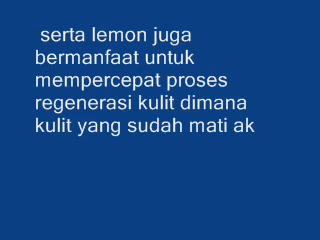 serta lemon juga
bermanfaat untuk
mempercepat proses
regenerasi kulit dimana
kulit yang sudah mati ak